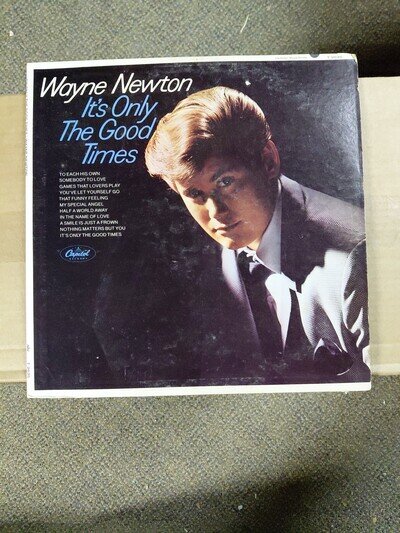 Wayne Newton
It's Only
The Good
Times
TO EACH HIS OWN
SOMEBODY TO LOVE
GAMES THAT LOVERS PLAY
YOU'VE LET YOURSELF GO
THAT FUNNY FEELING
MY SPECIAL ANGEL
HALF A WORLD AWAY
IN THE NAME OF LOVE
A SMILE IS JUST A FROWN
NOTHING MATTERS BUT YOU
IT'S ONLY THE GOOD TIMES
Capitol
RECORDS